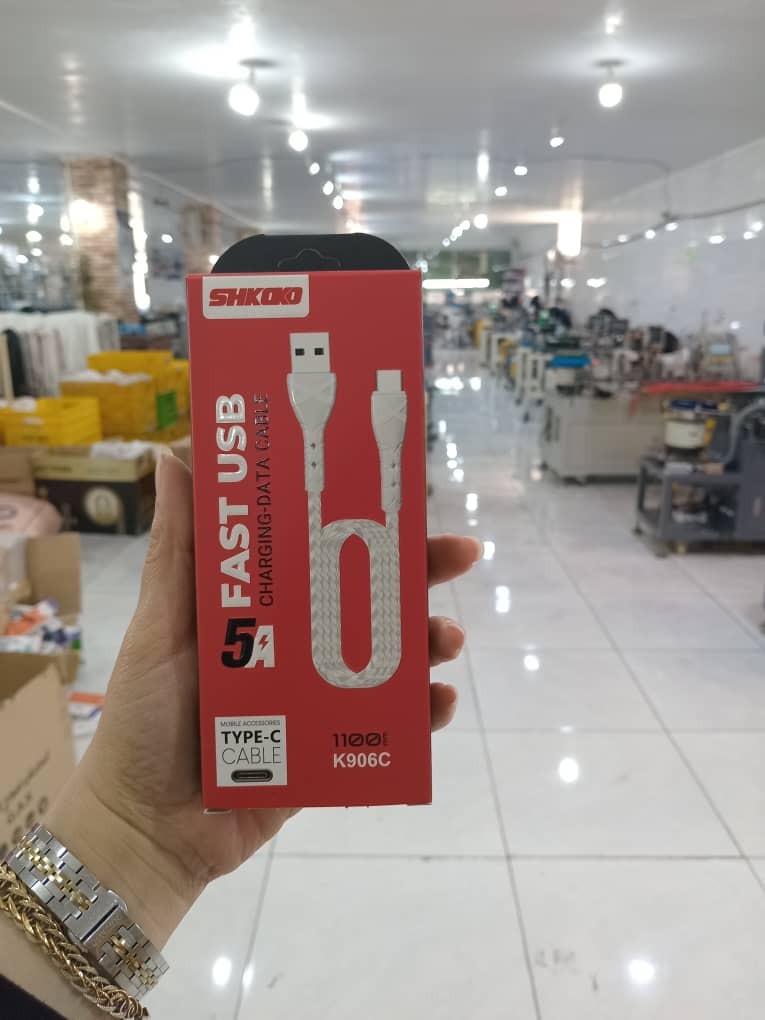 SHKOKO
5A FAST USB
CHARGING-DATA CABLE
MOBILE ACCESSORIES
TYPE-C
CABLE
1100
K906C